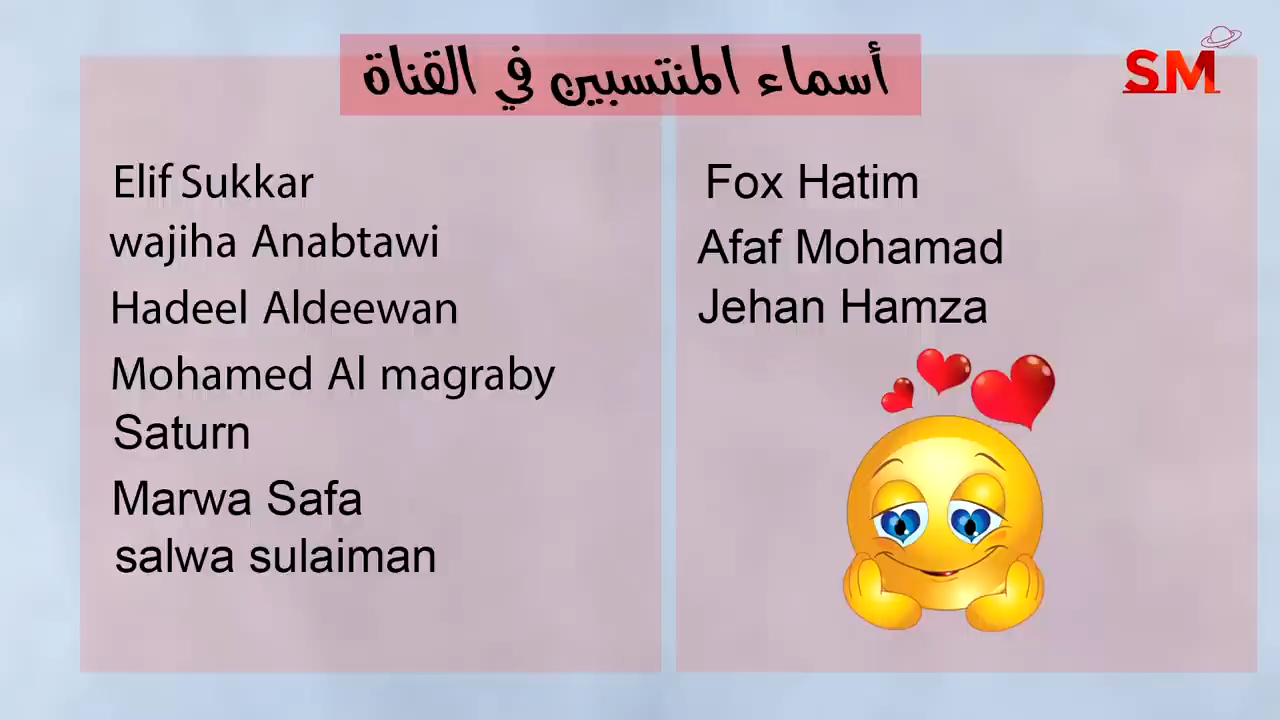 أسماء المنتسبين في القناة
SM
Elif Sukkar
wajiha Anabtawi
Hadeel Aldeewan
Mohamed Al magraby
Saturn
Marwa Safa
salwa sulaiman
Fox Hatim
Afaf Mohamad
Jehan Hamza